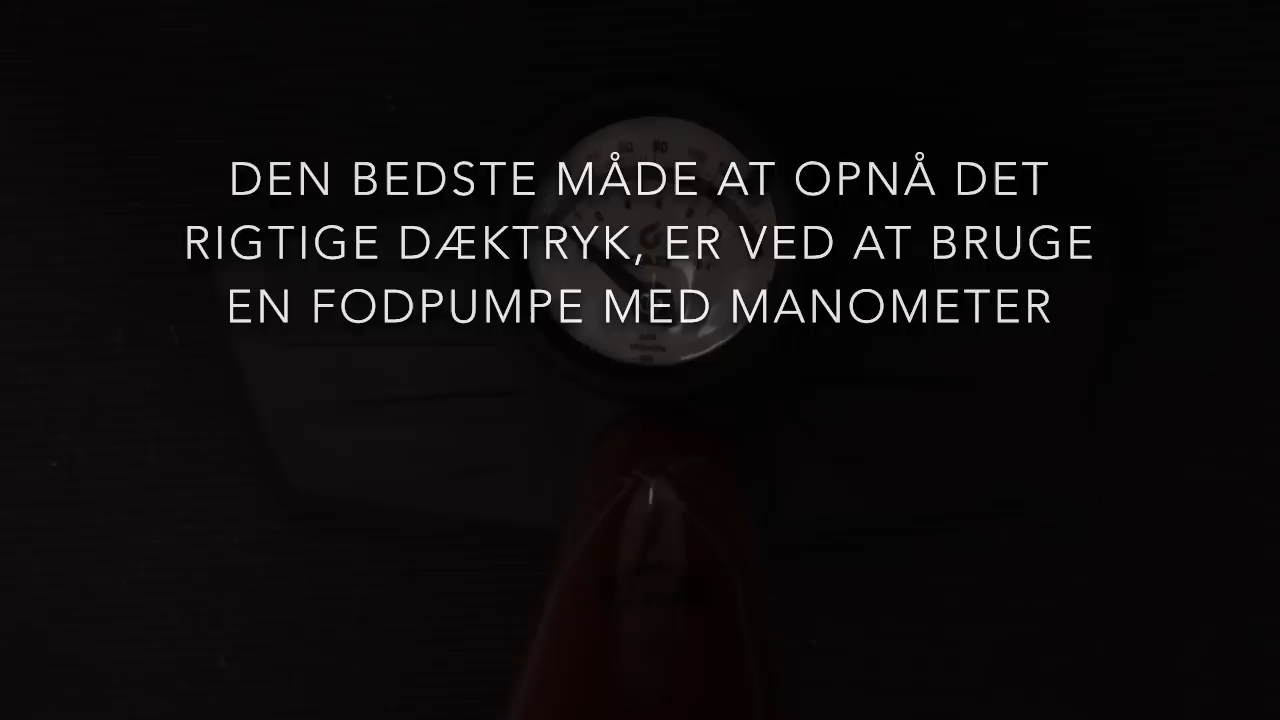 DEN BEDSTE MÅDE AT OPNÅ DET
RIGTIGE DÆKTRYK, ER VED AT BRUGE
EN FODPUMPE MED MANOMETER